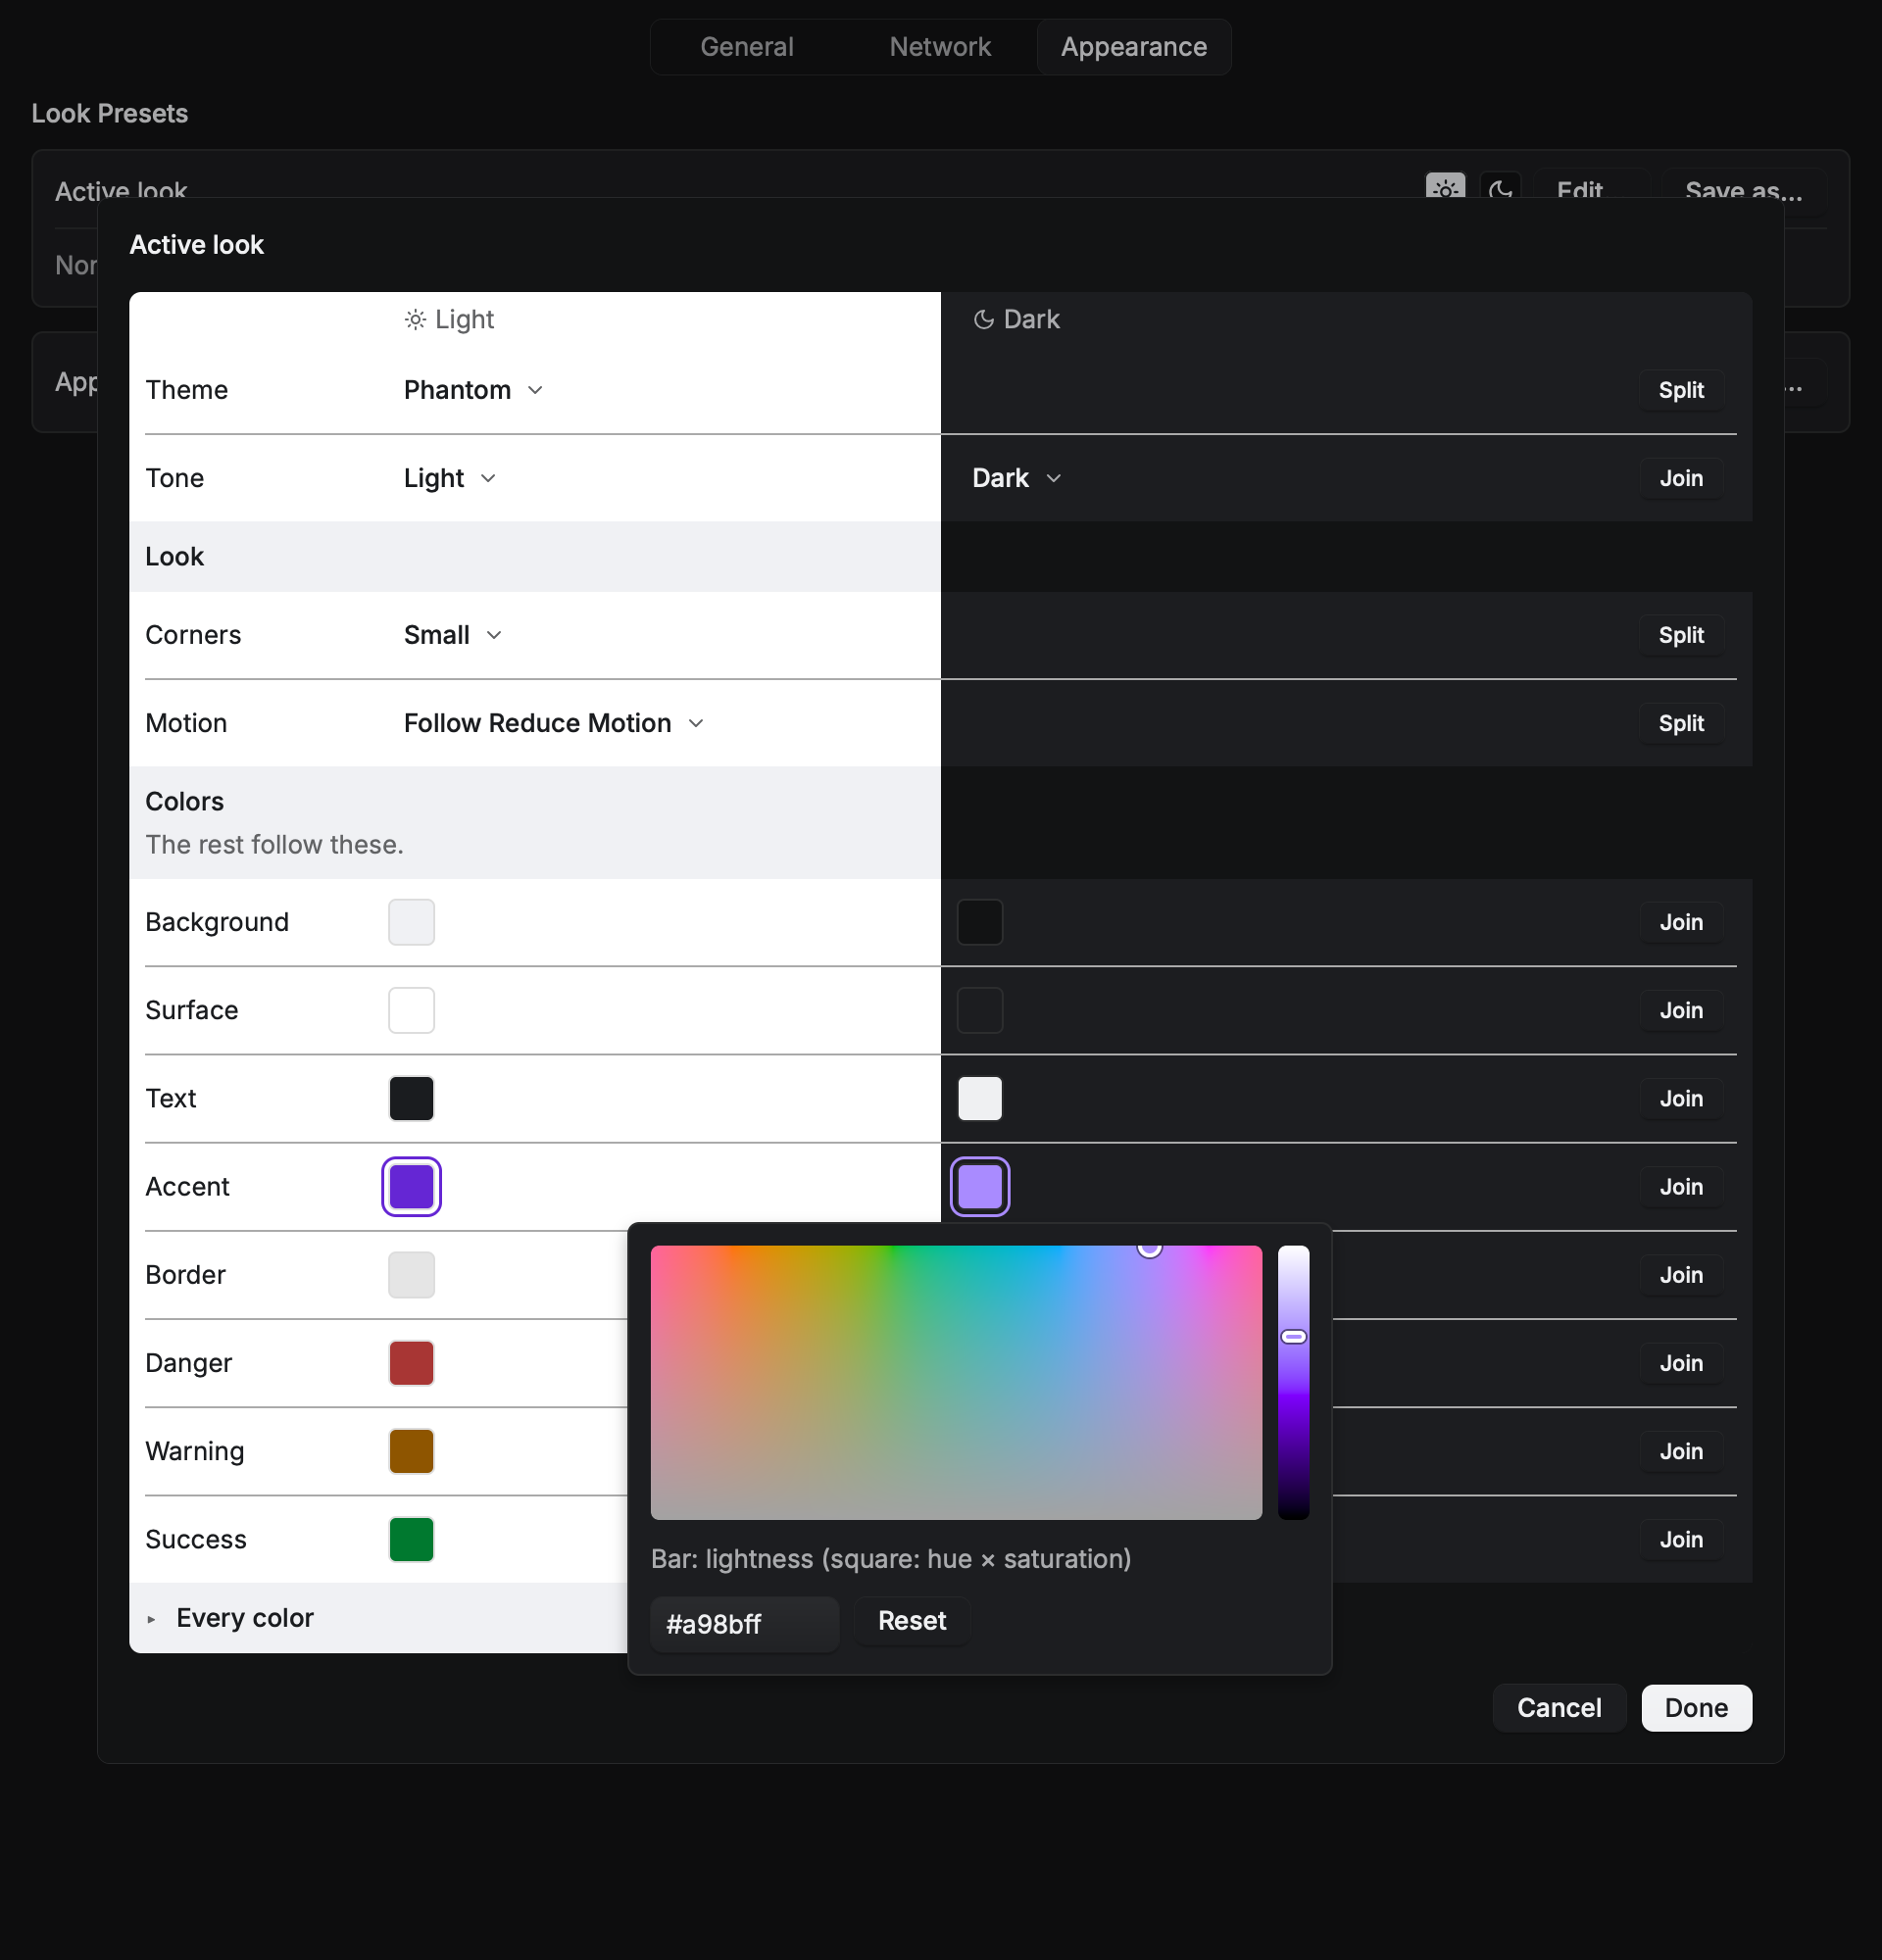 General Network Appearance
Look Presets
Active look Edit Save as...
Active look
Light Dark
Theme Phantom Split
Tone Light Dark Join
Look
Corners Small Split
Motion Follow Reduce Motion Split
Colors
The rest follow these.
Background Join
Surface Join
Text Join
Accent Join
Border Join
Danger Join
Warning Join
Success Join
Bar: lightness (square: hue × saturation)
Every color
#a98bff Reset
Cancel Done